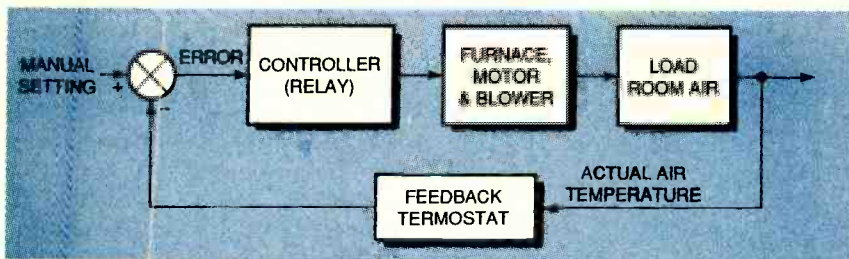 MANUAL
SETTING
+
-
ERROR
CONTROLLER
(RELAY)
FURNACE,
MOTOR
& BLOWER
LOAD
ROOM AIR
ACTUAL AIR
TEMPERATURE
FEEDBACK
TERMOSTAT